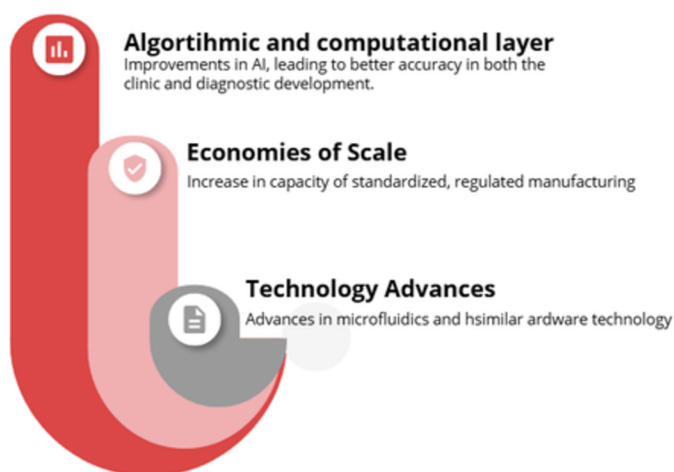 Algortihmic and computational layer
Improvements in AI, leading to better accuracy in both the
clinic and diagnostic development.
Economies of Scale
Increase in capacity of standardized, regulated manufacturing
Technology Advances
Advances in microfluidics and hsimilar ardware technology